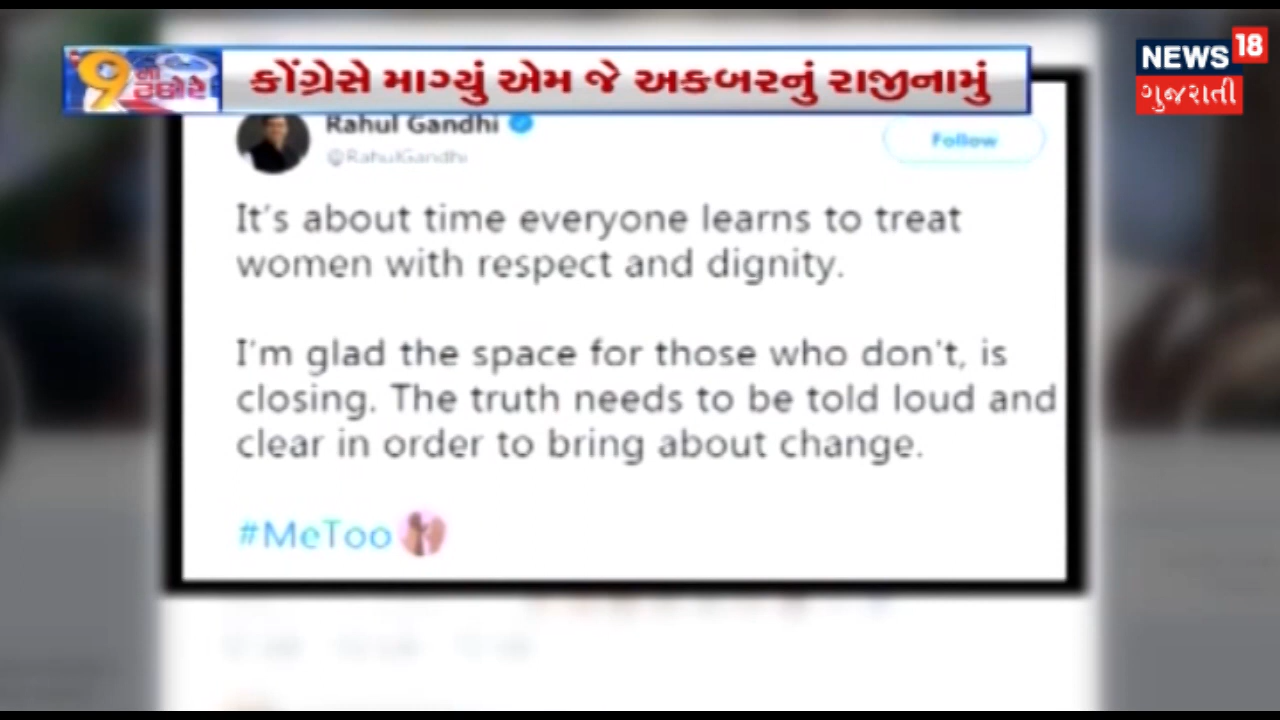 9 ના ટકોરે
કોંગ્રેસે માગ્યું એમ જે અકબરનું રાજીનામું
NEWS 18
ગુજરાતી
Rahul Gandhi
@RahulGandhi
Follow
It's about time everyone learns to treat
women with respect and dignity.
I'm glad the space for those who don't, is
closing. The truth needs to be told loud and
clear in order to bring about change.
#MeToo